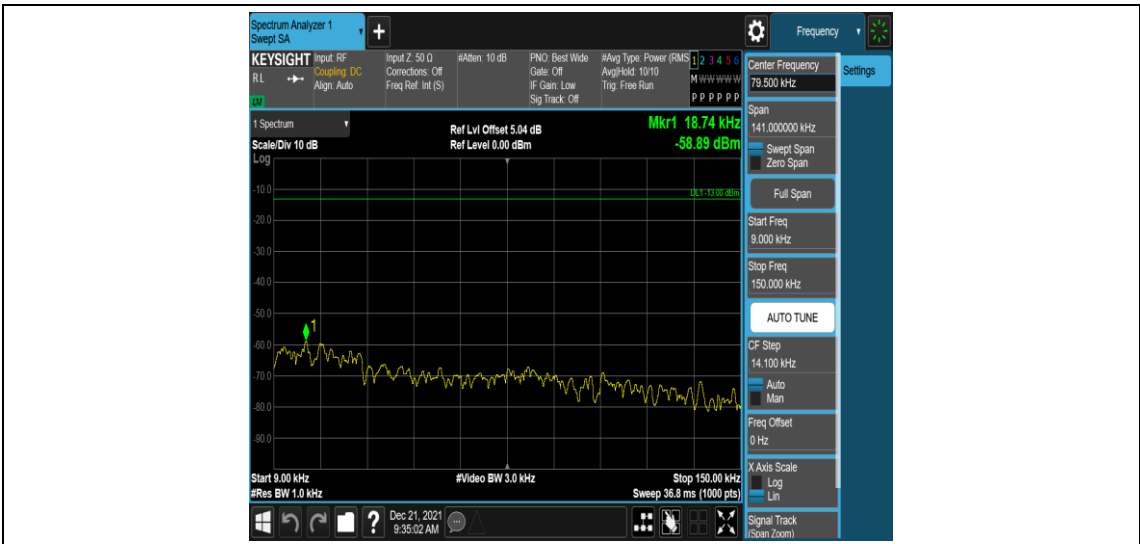 Spectrum Analyzer 1
Swept SA
+
Frequency
KEYSIGHT
RL
Input: RF
Coupling: DC
Align: Auto
Input Z: 50 Ω
Corrections: Off
Freq Ref: Int (S)
#Atten: 10 dB
PNO: Best Wide
Gate: Off
IF Gain: Low
Sig Track: Off
#Avg Type: Power (RMS
Avg|Hold: 10/10
Trig: Free Run
1 2 3 4 5 6
M W W W W W
P P P P P P
1 Spectrum
Scale/Div 10 dB
Log
Ref Lvl Offset 5.04 dB
Ref Level 0.00 dBm
Mkr1 18.74 kHz
-58.89 dBm
DL1 -13.00 dBm
-10.0
-20.0
-30.0
-40.0
-50.0
-60.0
-70.0
-80.0
-90.0
1
Start 9.00 kHz
#Res BW 1.0 kHz
#Video BW 3.0 kHz
Stop 150.00 kHz
Sweep 36.8 ms (1000 pts)
?
Dec 21, 2021
9:35:02 AM
Center Frequency
79.500 kHz
Settings
Span
141.000000 kHz
Swept Span
Zero Span
Full Span
Start Freq
9.000 kHz
Stop Freq
150.000 kHz
AUTO TUNE
CF Step
14.100 kHz
Auto
Man
Freq Offset
0 Hz
X Axis Scale
Log
Lin
Signal Track
(Span Zoom)